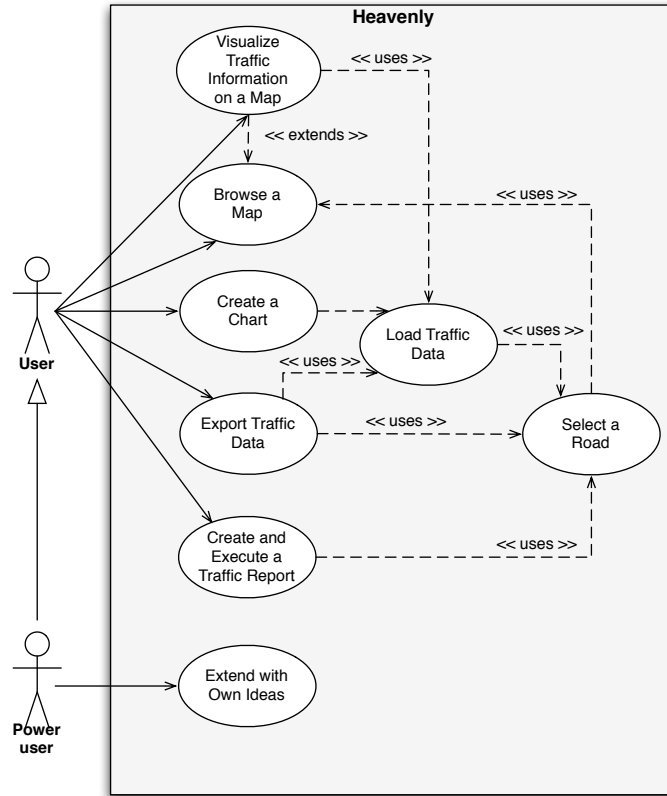 Heavenly
Visualize
Traffic
Information
on a Map
<< uses >>
<< extends >>
Browse a
Map
<< uses >>
Create a
Chart
Load Traffic
Data
<< uses >>
<< uses >>
User
Export Traffic
Data
<< uses >>
Select a
Road
Create and
Execute a
Traffic Report
<< uses >>
Extend with
Own Ideas
Power
user